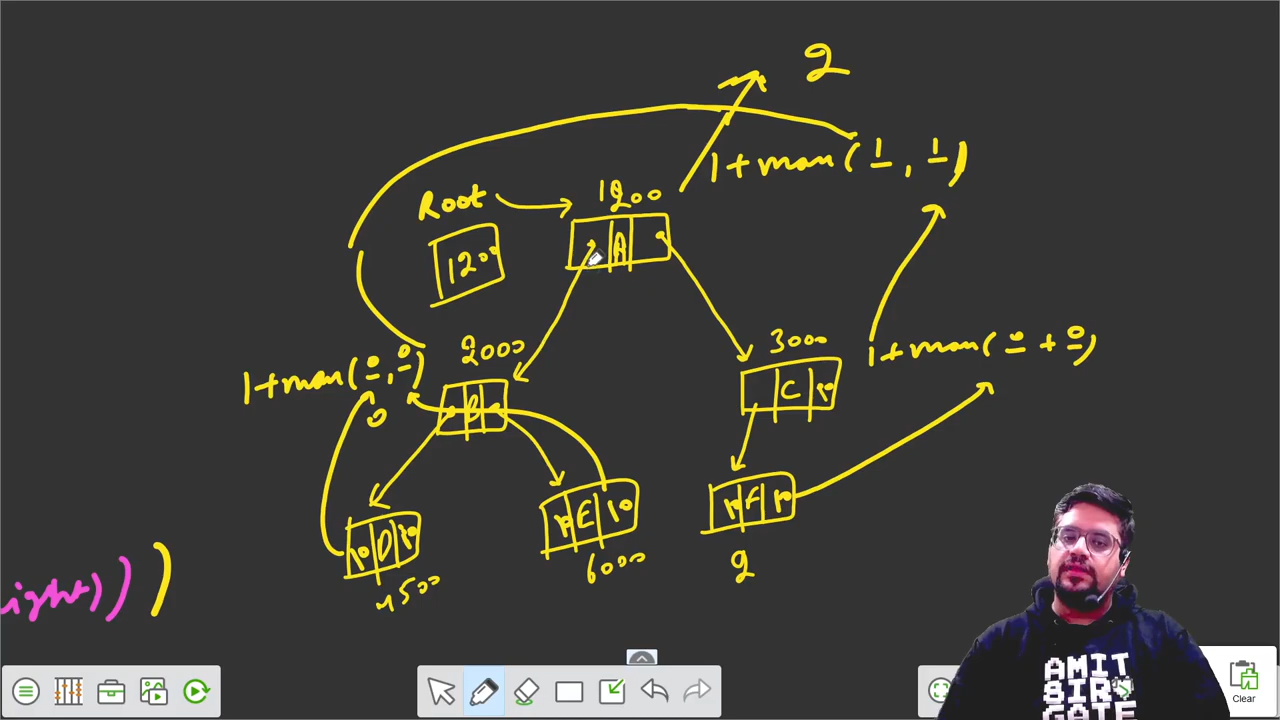 2
1+max(1, 1)
Root
1200
1200
A
2000
3000
1+max(0, 0)
1+max(0 + 0)
B
C
0
D
E
F
4500
6000
9
ight))
)
AMIT
GATE
Clear